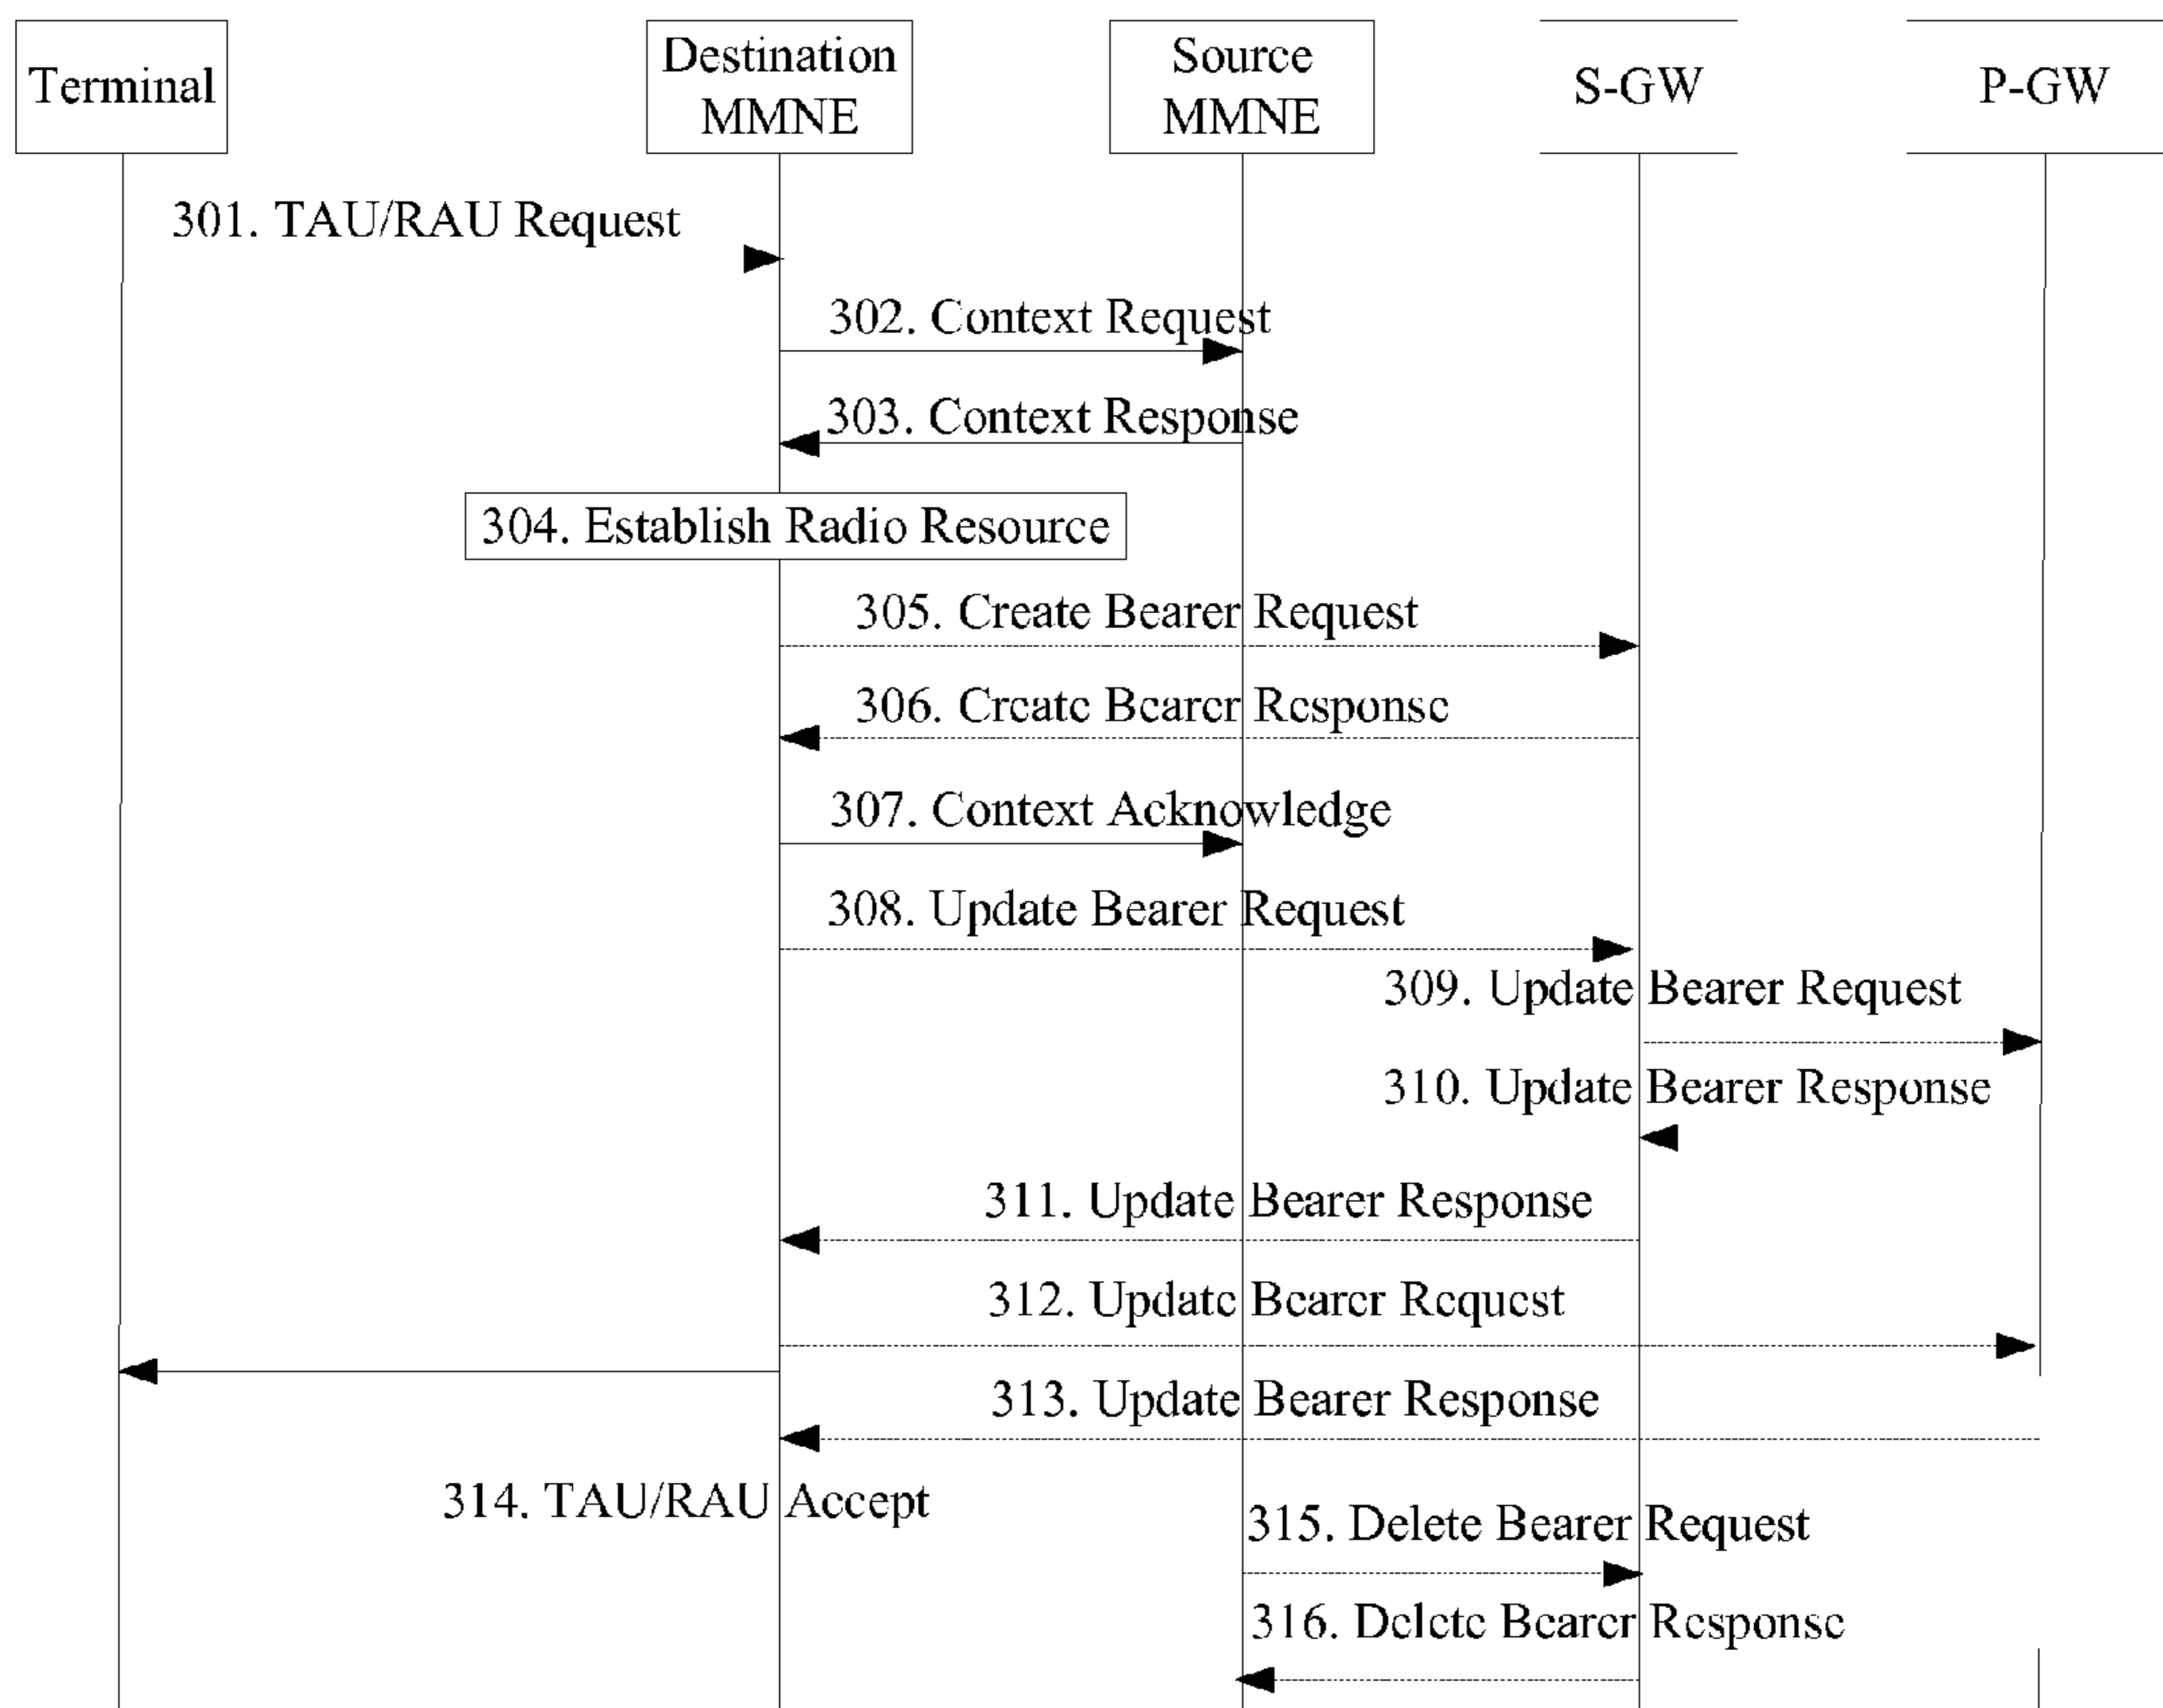 Terminal
Destination
MMNE
Source
MMNE
S-GW
P-GW
301. TAU/RAU Request
302. Context Request
303. Context Response
304. Establish Radio Resource
305. Create Bearer Request
306. Create Bearer Response
307. Context Acknowledge
308. Update Bearer Request
309. Update Bearer Request
310. Update Bearer Response
311. Update Bearer Response
312. Update Bearer Request
313. Update Bearer Response
314. TAU/RAU Accept
315. Delete Bearer Request
316. Delete Bearer Response